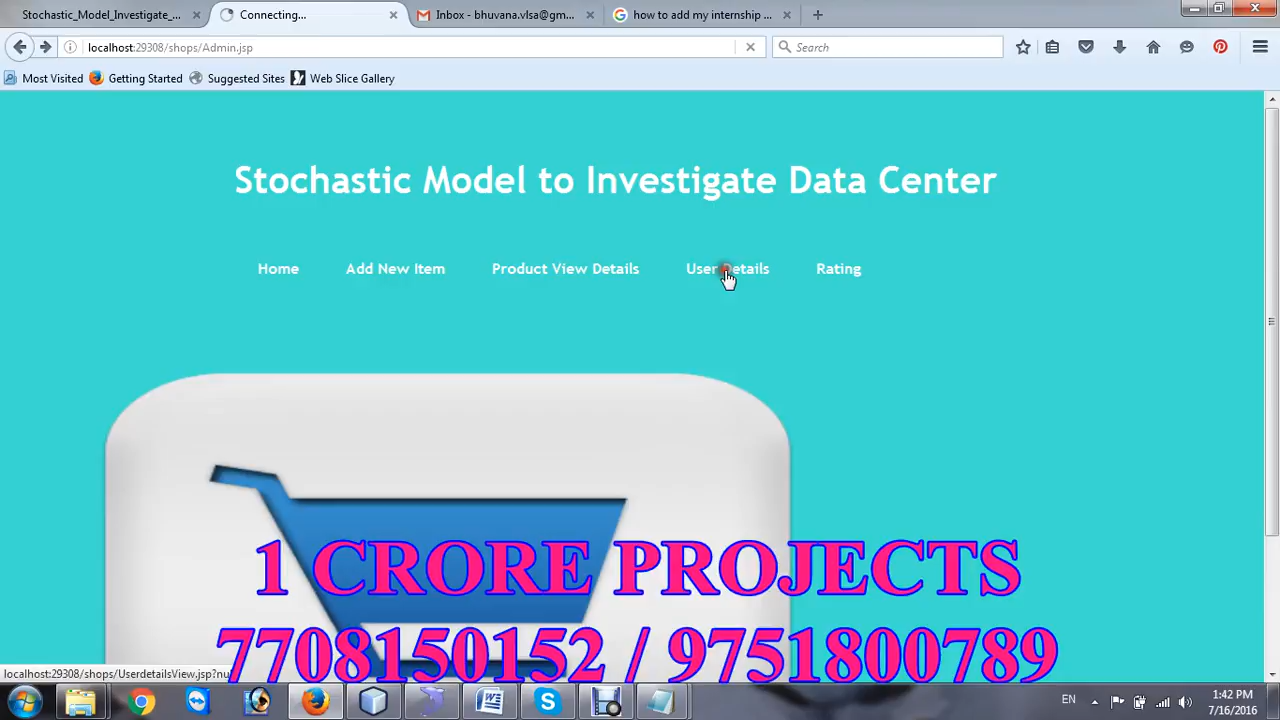 Stochastic_Model_Investigate_...
Connecting...
Inbox - bhuvana.vlsa@gm...
how to add my internship ...
localhost:29308/shops/Admin.jsp
Search
Most Visited
Getting Started
Suggested Sites
Web Slice Gallery
Stochastic Model to Investigate Data Center
Home
Add New Item
Product View Details
User Details
Rating
1 CRORE PROJECTS
7708150152 / 9751800789
localhost:29308/shops/UserdetailsView.jsp?nu
EN
1:42 PM
7/16/2016